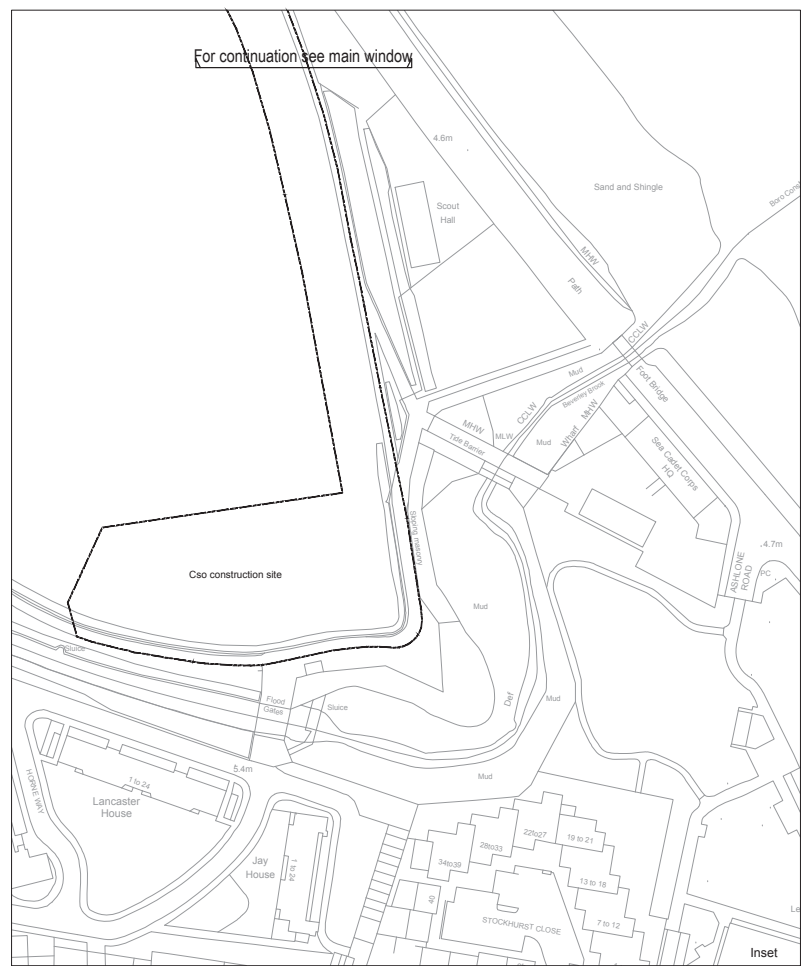 For continuation see main window
4.6m
Sand and Shingle
Boro Const
Scout
Hall
MHW
Path
CCLW
Foot Bridge
Mud
Beverley Brook
CCLW
MHW
Wharf
MHW
MLW
Mud
Tide Barrier
Sea Cadet Corps
HQ
Sloping masonry
4.7m
ASHLONE
ROAD
PC
Cso construction site
Mud
Sluice
Def
Mud
Flood
Gates
Sluice
5.4m
Mud
HORNE WAY
1 to 24
Lancaster
House
22to27
19 to 21
28to33
34to39
Jay
House
1 to 24
13 to 18
40
STOCKHURST CLOSE
7 to 12
Le
Inset